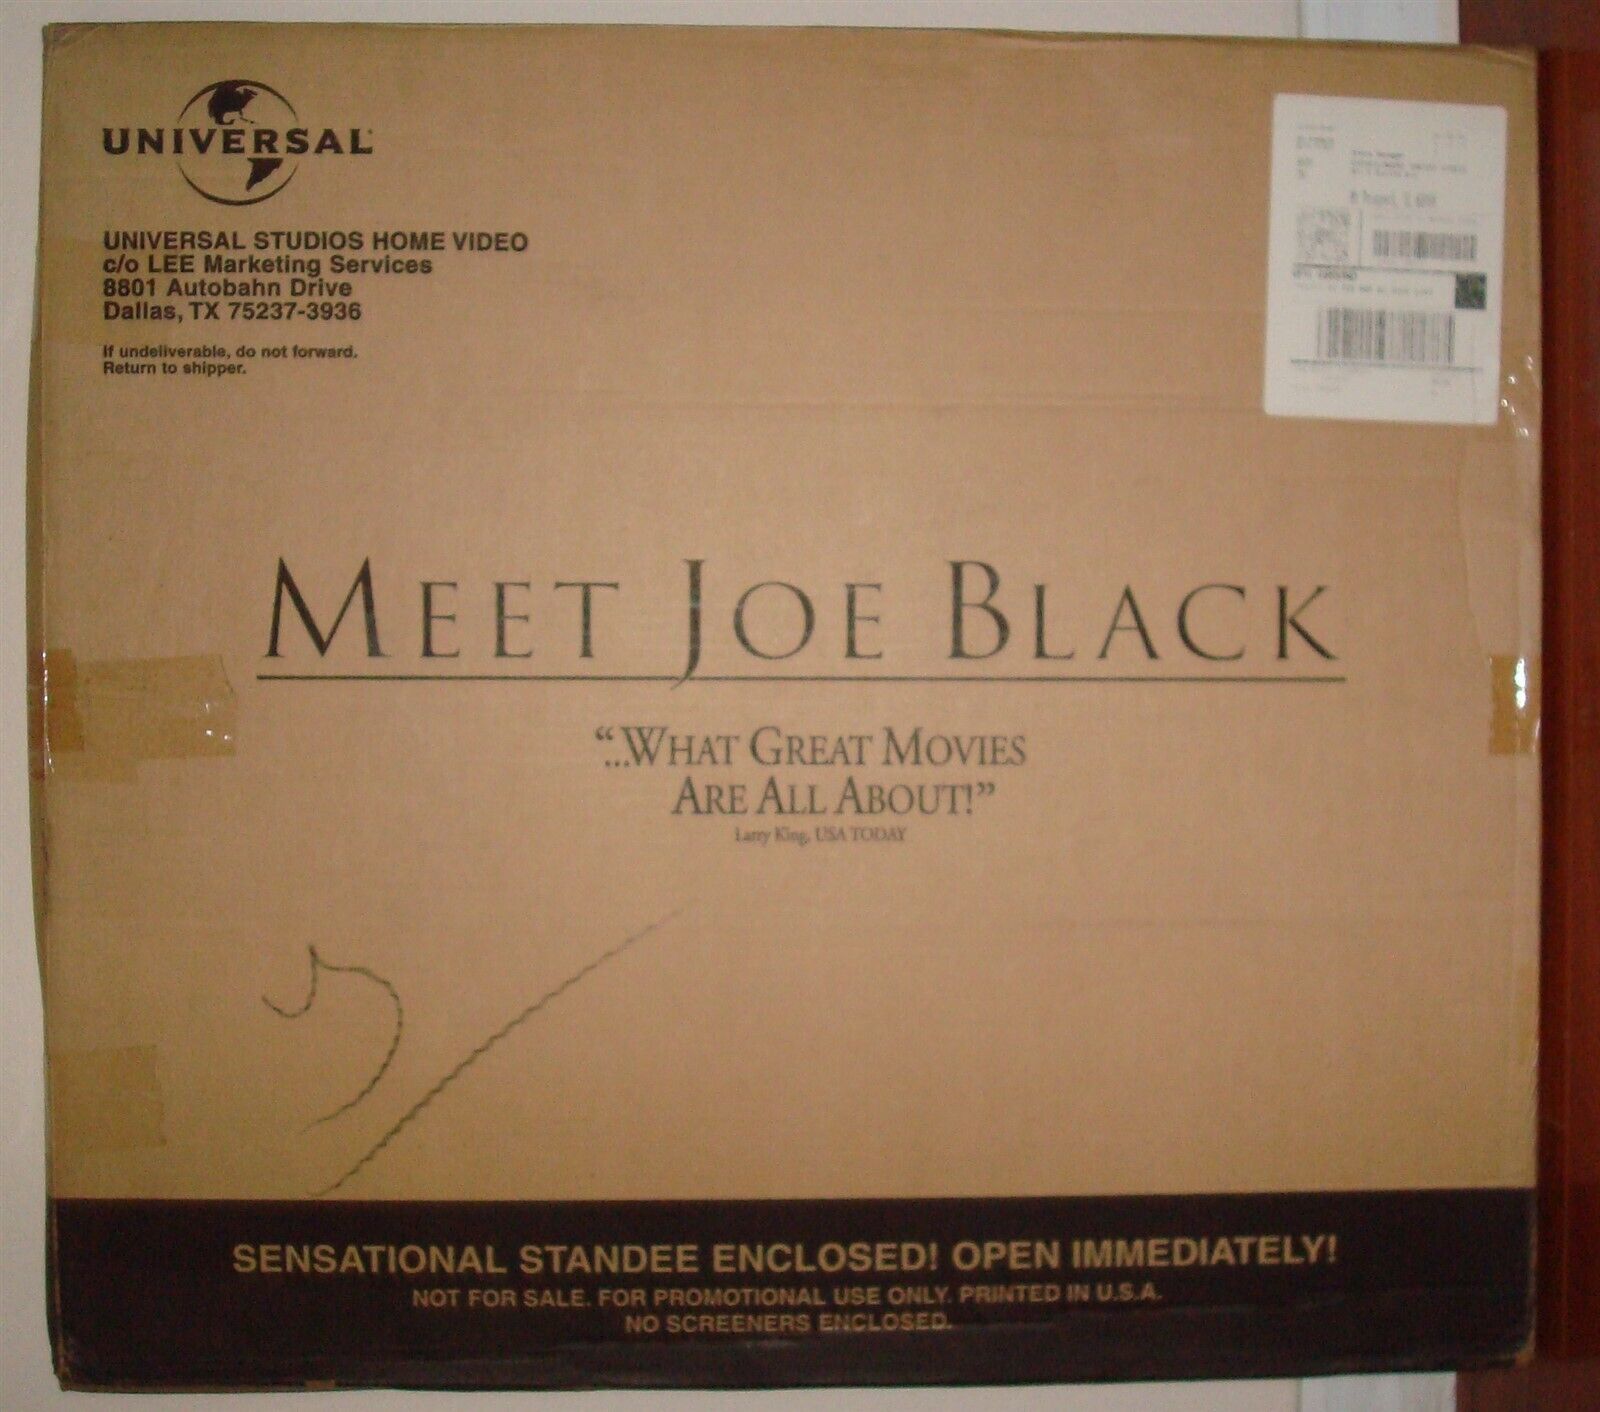 UNIVERSAL
UNIVERSAL STUDIOS HOME VIDEO
c/o LEE Marketing Services
8801 Autobahn Drive
Dallas, TX 75237-3936
If undeliverable, do not forward.
Return to shipper.
MEET JOE BLACK
“...WHAT GREAT MOVIES
ARE ALL ABOUT!”
Larry King, USA TODAY
SENSATIONAL STANDEE ENCLOSED! OPEN IMMEDIATELY!
NOT FOR SALE. FOR PROMOTIONAL USE ONLY. PRINTED IN U.S.A.
NO SCREENERS ENCLOSED.